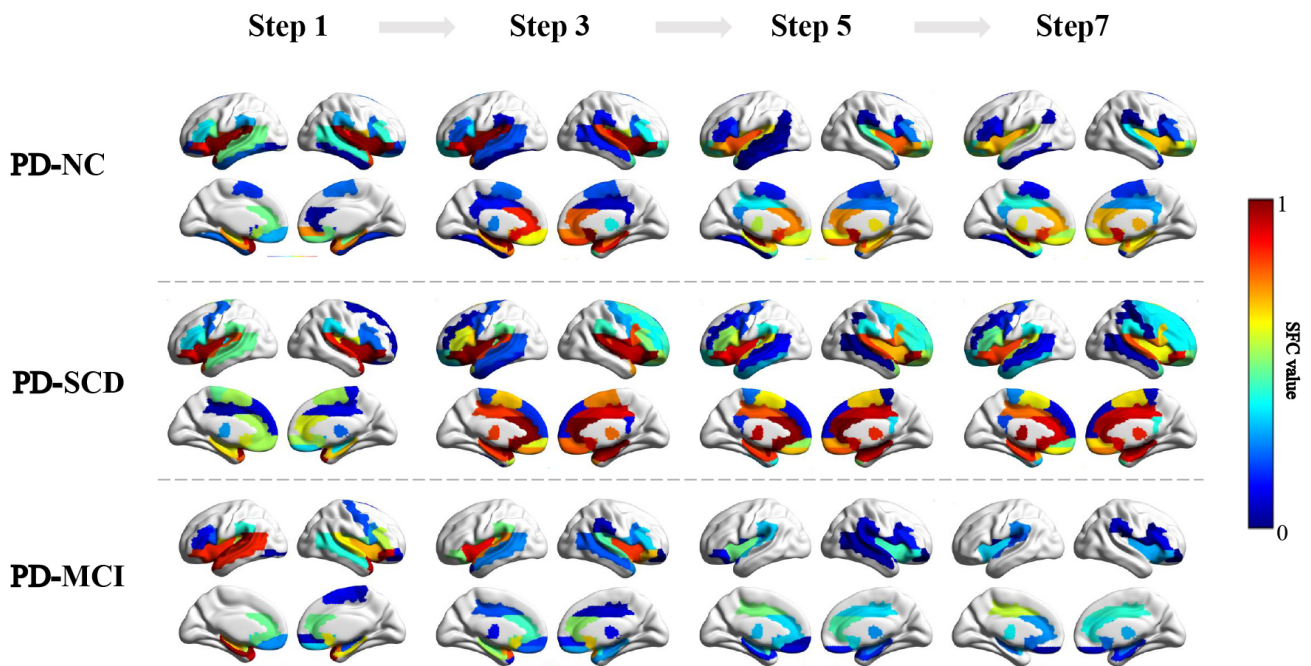 Step 1 Step 3 Step 5 Step7
PD-NC
1
PD-SCD
SFC value
0
PD-MCI